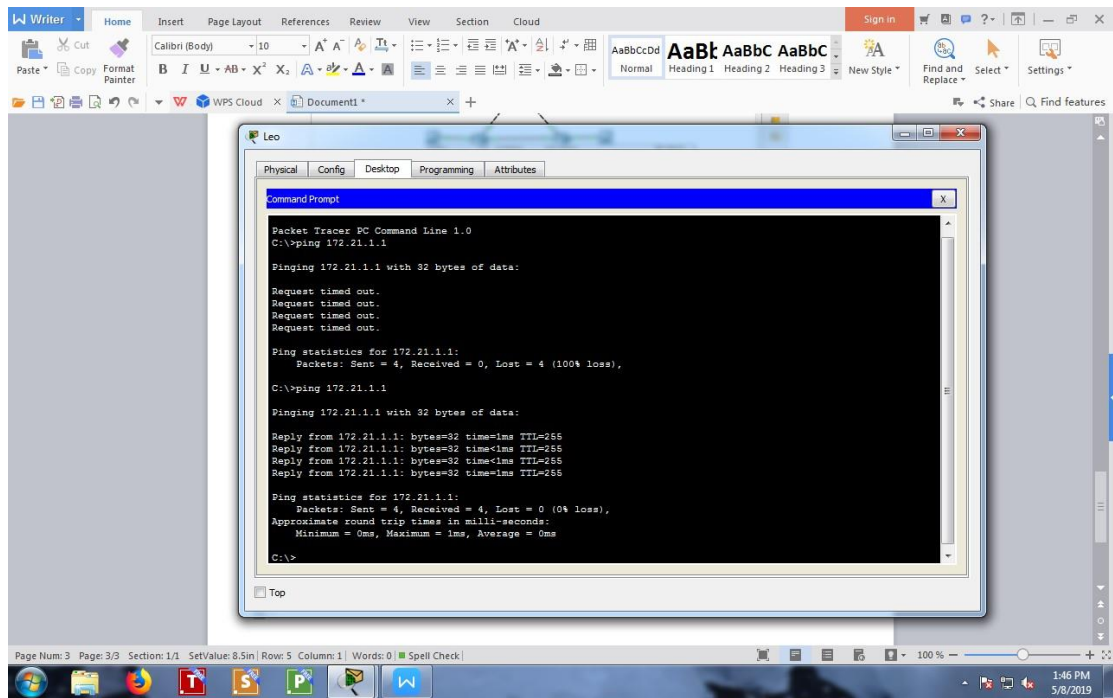 Writer Home Insert Page Layout References Review View Section Cloud Sign in
Cut Calibri (Body) 10 AaBbCcDd AaBb AaBbC AaBbC
Paste Copy Format Painter B I U AB X² X₂ A A A Normal Heading 1 Heading 2 Heading 3 New Style Find and Replace Select Settings
WPS Cloud Document1 * Share Find features
Leo
Physical Config Desktop Programming Attributes
Command Prompt X
Packet Tracer PC Command Line 1.0
C:\>ping 172.21.1.1
Pinging 172.21.1.1 with 32 bytes of data:
Request timed out.
Request timed out.
Request timed out.
Request timed out.
Ping statistics for 172.21.1.1:
Packets: Sent = 4, Received = 0, Lost = 4 (100% loss),
C:\>ping 172.21.1.1
Pinging 172.21.1.1 with 32 bytes of data:
Reply from 172.21.1.1: bytes=32 time=1ms TTL=255
Reply from 172.21.1.1: bytes=32 time<1ms TTL=255
Reply from 172.21.1.1: bytes=32 time<1ms TTL=255
Reply from 172.21.1.1: bytes=32 time=1ms TTL=255
Ping statistics for 172.21.1.1:
Packets: Sent = 4, Received = 4, Lost = 0 (0% loss),
Approximate round trip times in milli-seconds:
Minimum = 0ms, Maximum = 1ms, Average = 0ms
C:\>
Top
Page Num: 3 Page: 3/3 Section: 1/1 SetValue: 8.5in Row: 5 Column: 1 Words: 0 Spell Check 100 %
T S P W
1:46 PM
5/8/2019